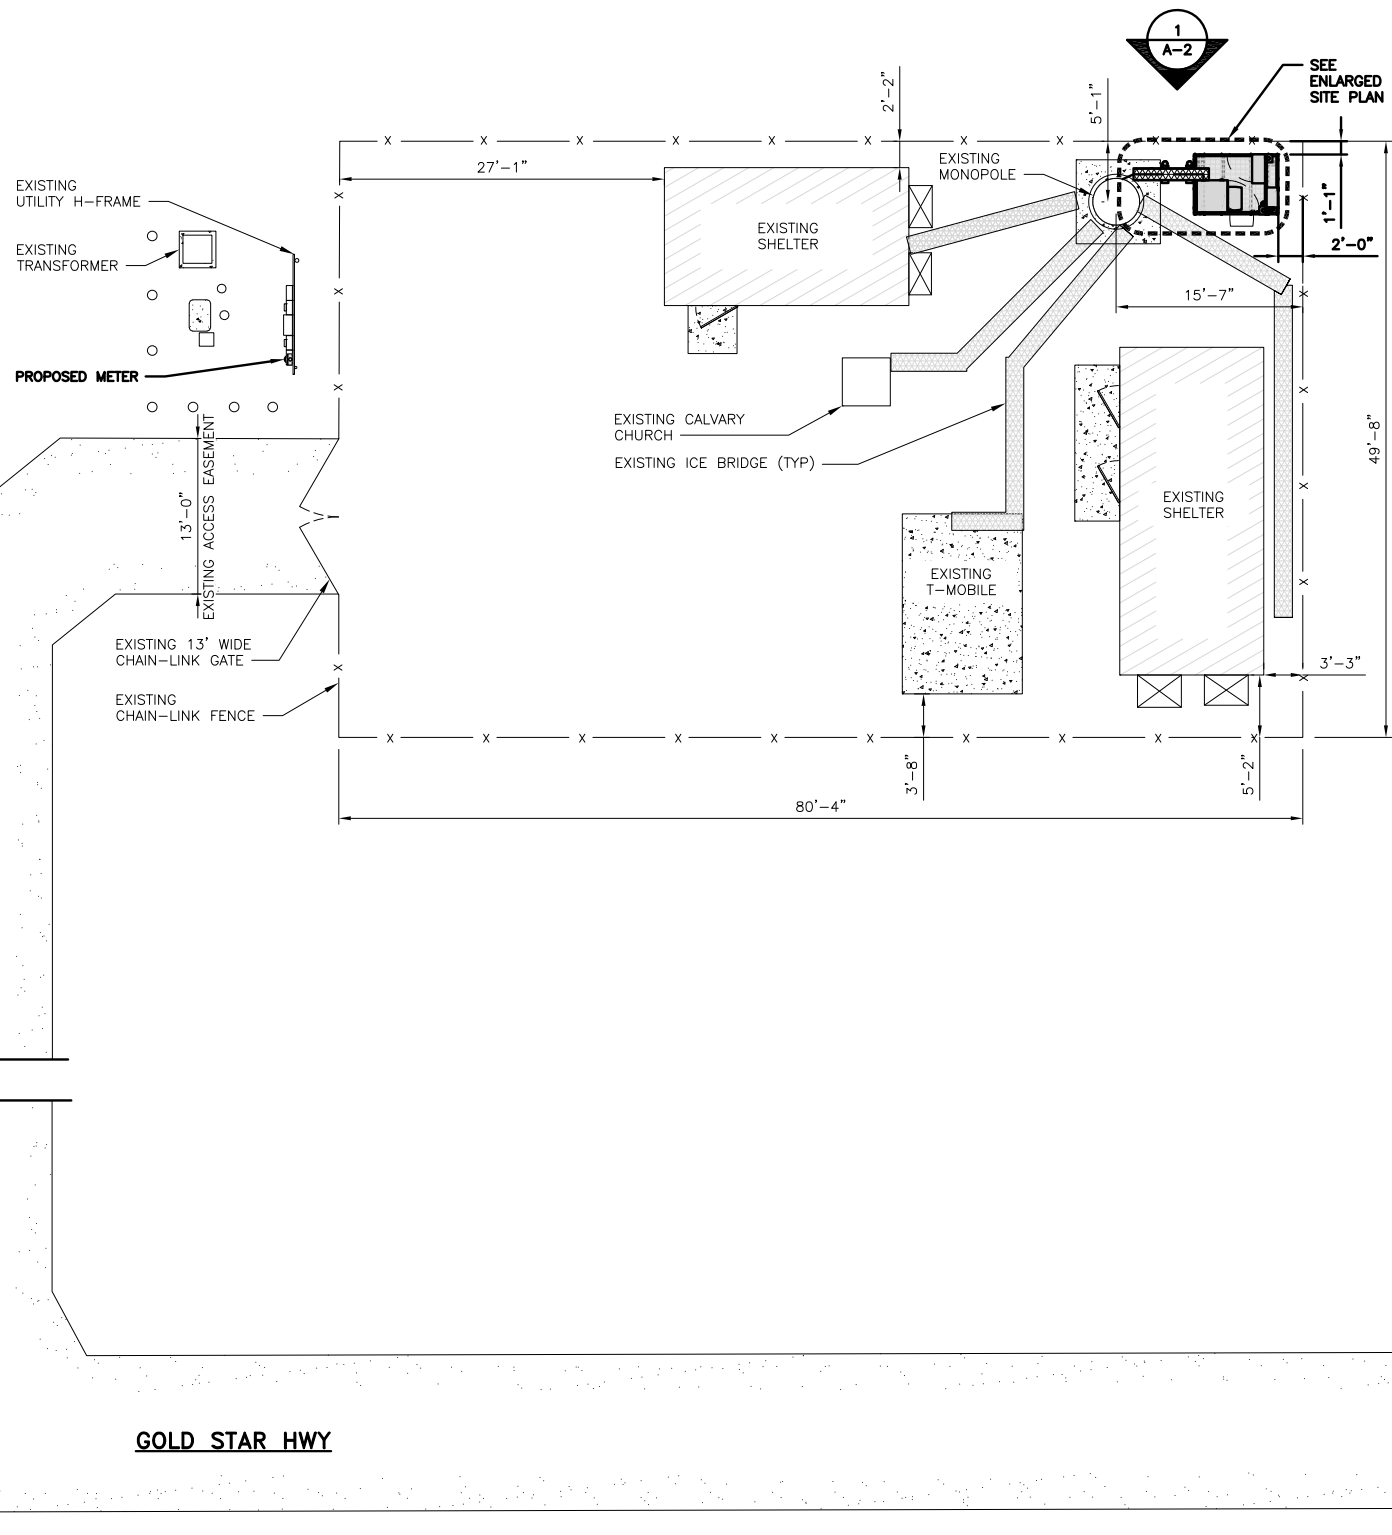 1
A-2
SEE
ENLARGED
SITE PLAN
2'-2"
5'-1"
27'-1"
EXISTING
MONOPOLE
EXISTING
UTILITY H-FRAME
EXISTING
SHELTER
1'-1"
EXISTING
TRANSFORMER
2'-0"
15'-7"
PROPOSED METER
EXISTING CALVARY
CHURCH
EXISTING ICE BRIDGE (TYP)
49'-8"
13'-0"
EXISTING ACCESS EASEMENT
EXISTING
SHELTER
EXISTING
T-MOBILE
EXISTING 13' WIDE
CHAIN-LINK GATE
3'-3"
EXISTING
CHAIN-LINK FENCE
3'-8"
5'-2"
80'-4"
GOLD STAR HWY